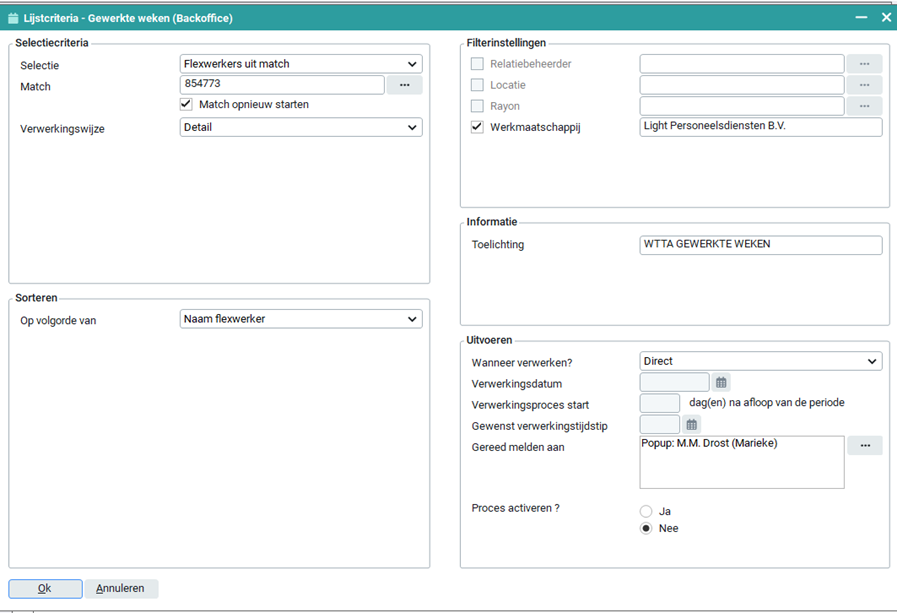 Lijstcriteria - Gewerkte weken (Backoffice)
Selectiecriteria
Selectie Flexwerkers uit match
Match 854773 ...
Match opnieuw starten
Verwerkingswijze Detail
Sorteren
Op volgorde van Naam flexwerker
Filterinstellingen
Relatiebeheerder ...
Locatie ...
Rayon ...
Werkmaatschappij Light Personeelsdiensten B.V.
Informatie
Toelichting WTTA GEWERKTE WEKEN
Uitvoeren
Wanneer verwerken? Direct
Verwerkingsdatum
Verwerkingsproces start dag(en) na afloop van de periode
Gewenst verwerkingstijdstip
Gereed melden aan Popup: M.M. Drost (Marieke) ...
Proces activeren ? Ja
Nee
Ok Annuleren